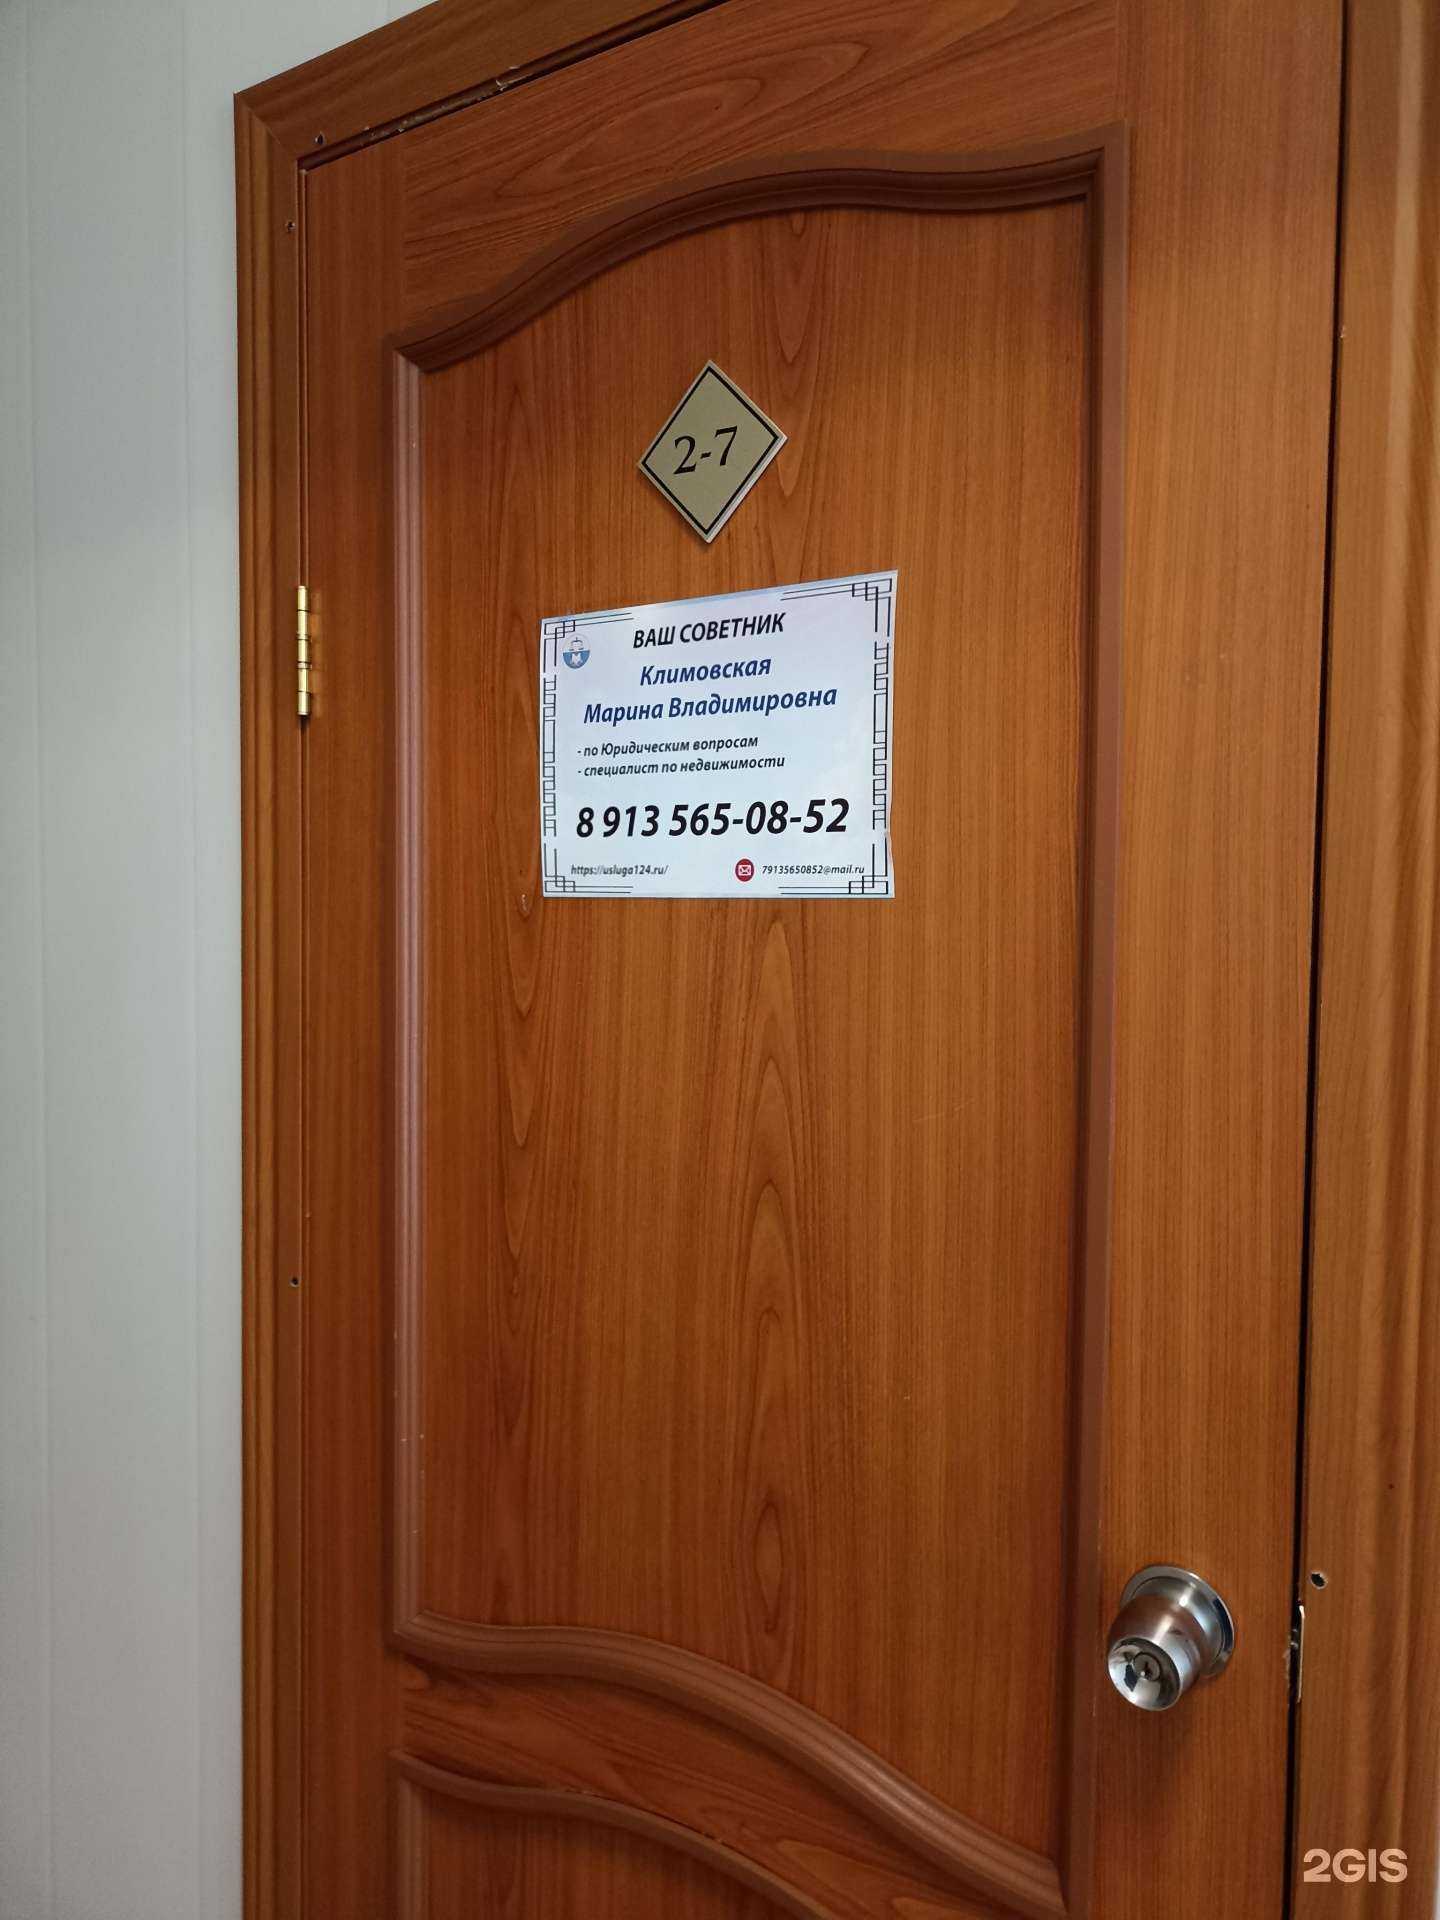 2-7
ВАШ СОВЕТНИК
Климовская
Марина Владимировна
- по Юридическим вопросам
- специалист по недвижимости
8 913 565-08-52
https://usluga124.ru/
79135650852@mail.ru
2GIS